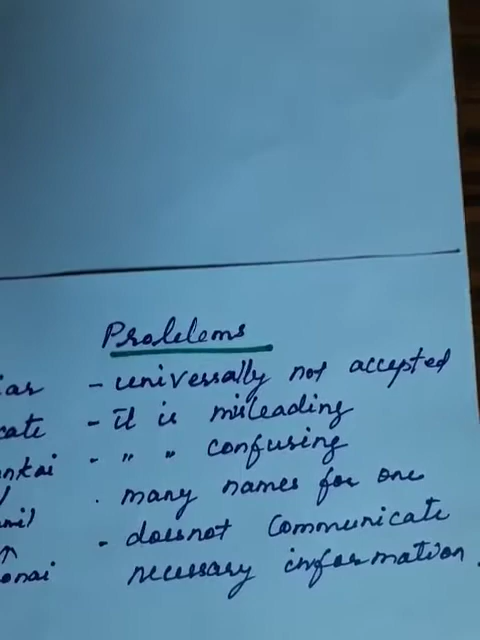 Problems
- universally not accepted
- it is misleading
- " " confusing
. many names for one
- doesnot communicate
necessary information.